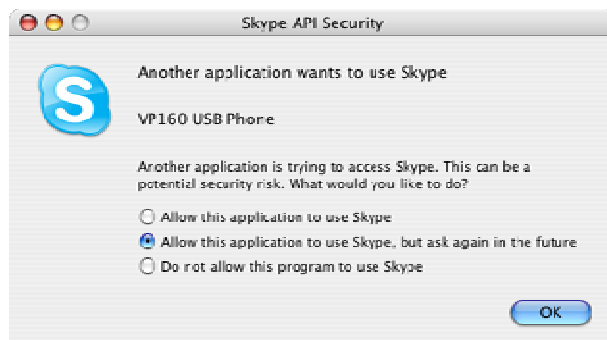 Skype API Security
Another application wants to use Skype
VP160 USB Phone
Another application is trying to access Skype. This can be a
potential security risk. What would you like to do?
Allow this application to use Skype
Allow this application to use Skype, but ask again in the future
Do not allow this program to use Skype
OK